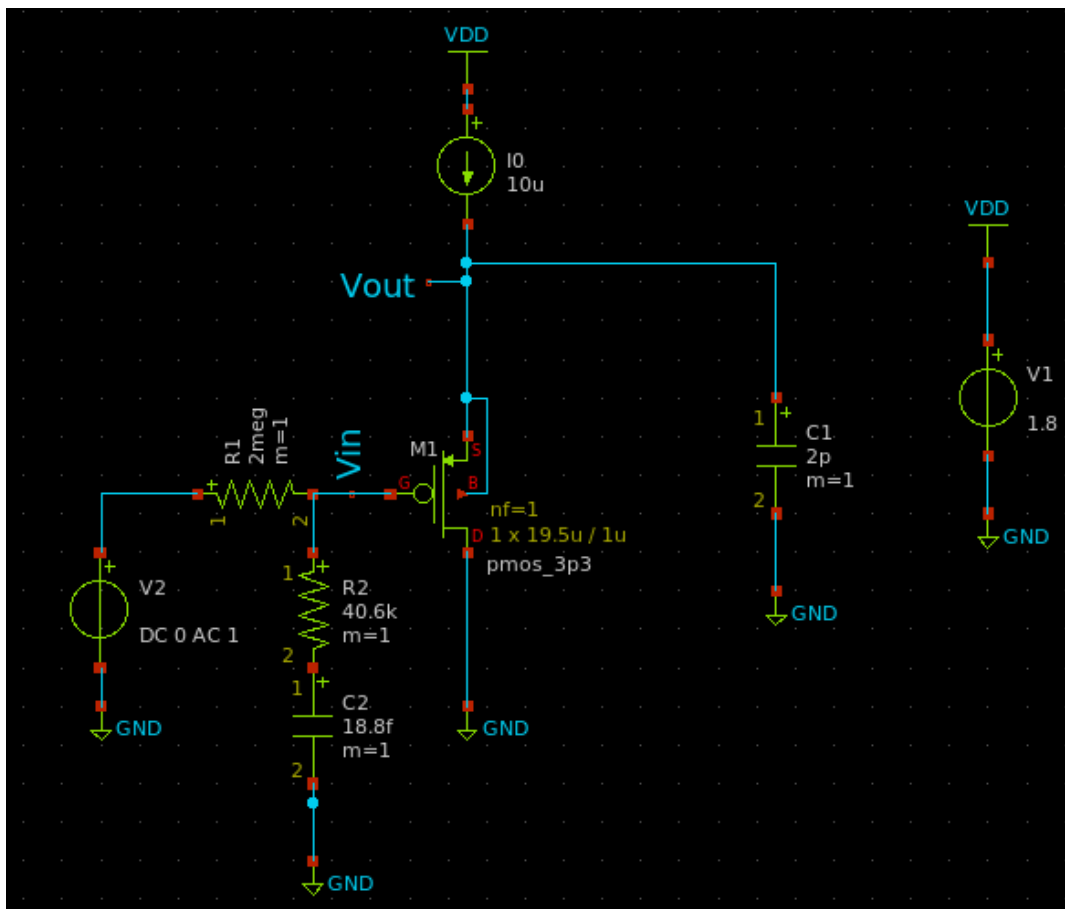 VDD
+
I0
10u
VDD
Vout
+
V1
1.8
GND
R1
2meg
m=1
+
1
2
Vin
M1
G
S
B
D
nf=1
1 x 19.5u / 1u
pmos_3p3
1
+
C1
2p
m=1
2
GND
+
V2
DC 0 AC 1
GND
1
+
R2
40.6k
m=1
2
1
+
C2
18.8f
m=1
2
GND
GND